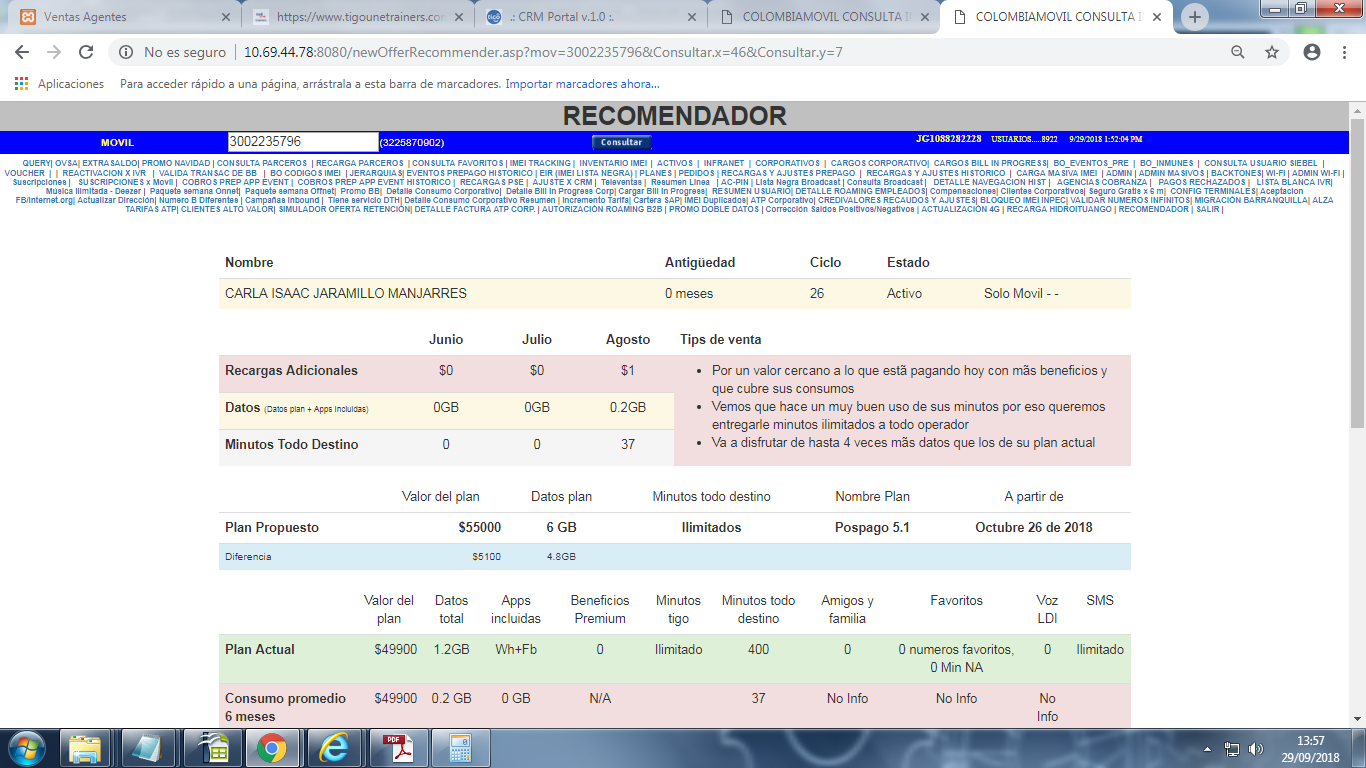 Ventas Agentes
https://www.tigounetrainers.con
.: CRM Portal v.1.0 :.
COLOMBIAMOVIL CONSULTA I
COLOMBIAMOVIL CONSULTA I
No es seguro | 10.69.44.78:8080/newOfferRecommender.asp?mov=3002235796&Consultar.x=46&Consultar.y=7
Aplicaciones Para acceder rápido a una página, arrástrala a esta barra de marcadores. Importar marcadores ahora...
RECOMENDADOR
MOVIL 3002235796 (3225870902) Consultar JG1088282228 USUARIOS.....8922 9/29/2018 1:52:04 PM
QUERY| OVSA| EXTRASALDO| PROMO NAVIDAD | CONSULTA PARCEROS | RECARGA PARCEROS | CONSULTA FAVORITOS | IMEI TRACKING | INVENTARIO IMEI | ACTIVOS | INFRANET | CORPORATIVOS | CARGOS CORPORATIVO| CARGOS BILL IN PROGRESS| BO_EVENTOS_PRE | BO_INMUNES | CONSULTA USUARIO SIEBEL |
VOUCHER | | REACTIVACION X IVR | VALIDA TRANSAC DE BB | BO CODIGOS IMEI | JERARQUIAS| EVENTOS PREPAGO HISTORICO | EIR (IMEI LISTA NEGRA) | PLANES | PEDIDOS | RECARGAS Y AJUSTES PREPAGO | RECARGAS Y AJUSTES HISTORICO | CARGA MASIVA IMEI | ADMIN | ADMIN MASIVOS | BACKTONES| WI-FI | ADMIN WI-FI |
Suscripciones | SUSCRIPCIONES x Movil | COBROS PREP APP EVENT | COBROS PREP APP EVENT HISTORICO | RECARGAS PSE | AJUSTE X CRM | Televentas | Resumen Linea | AC-PIN | Lista Negra Broadcast | Consulta Broadcast | DETALLE NAVEGACION HIST | AGENCIAS COBRANZA | PAGOS RECHAZADOS | LISTA BLANCA IVR|
Musica Ilimitada - Deezer | Paquete semana Onnet| Paquete semana Offnet| Promo BB| Detalle Consumo Corporativo| Detalle Bill In Progress Corp| Cargar Bill In Progress| RESUMEN USUARIO| DETALLE ROAMING EMPLEADOS| Compensaciones| Clientes Corporativos| Seguro Gratis x 6 m| CONFIG TERMINALES| Aceptacion
FB/Internet.org| Actualizar Dirección| Numero B Diferentes | Campañas Inbound | Tiene servicio DTH| Detalle Consumo Corporativo Resumen | Incremento Tarifa| Cartera SAP| IMEI Duplicados| ATP Corporativo| CREDIVALORES RECAUDOS Y AJUSTES| BLOQUEO IMEI INPEC| VALIDAR NUMEROS INFINITOS| MIGRACIÓN BARRANQUILLA| ALZA
TARIFAS ATP| CLIENTES ALTO VALOR| SIMULADOR OFERTA RETENCIÓN| DETALLE FACTURA ATP CORP. | AUTORIZACIÓN ROAMING B2B | PROMO DOBLE DATOS | Corrección Saldos Positivos/Negativos | ACTUALIZACIÓN 4G | RECARGA HIDROITUANGO | RECOMENDADOR | SALIR |
Nombre Antigüedad Ciclo Estado
CARLA ISAAC JARAMILLO MANJARRES 0 meses 26 Activo Solo Movil - -
Junio Julio Agosto Tips de venta
Recargas Adicionales $0 $0 $1
Datos (Datos plan + Apps Incluidas) 0GB 0GB 0.2GB
Minutos Todo Destino 0 0 37
• Por un valor cercano a lo que estã pagando hoy con mãs beneficios y
que cubre sus consumos
• Vemos que hace un muy buen uso de sus minutos por eso queremos
entregarle minutos ilimitados a todo operador
• Va a disfrutar de hasta 4 veces mãs datos que los de su plan actual
Valor del plan Datos plan Minutos todo destino Nombre Plan A partir de
Plan Propuesto $55000 6 GB Ilimitados Pospago 5.1 Octubre 26 de 2018
Diferencia $5100 4.8GB
Valor del Datos Apps Beneficios Minutos Minutos todo Amigos y Favoritos Voz SMS
plan total incluidas Premium tigo destino familia LDI
Plan Actual $49900 1.2GB Wh+Fb 0 Ilimitado 400 0 0 numeros favoritos, 0 Ilimitado
0 Min NA
Consumo promedio $49900 0.2 GB 0 GB N/A 37 No Info No Info No
6 meses Info
13:57
29/09/2018